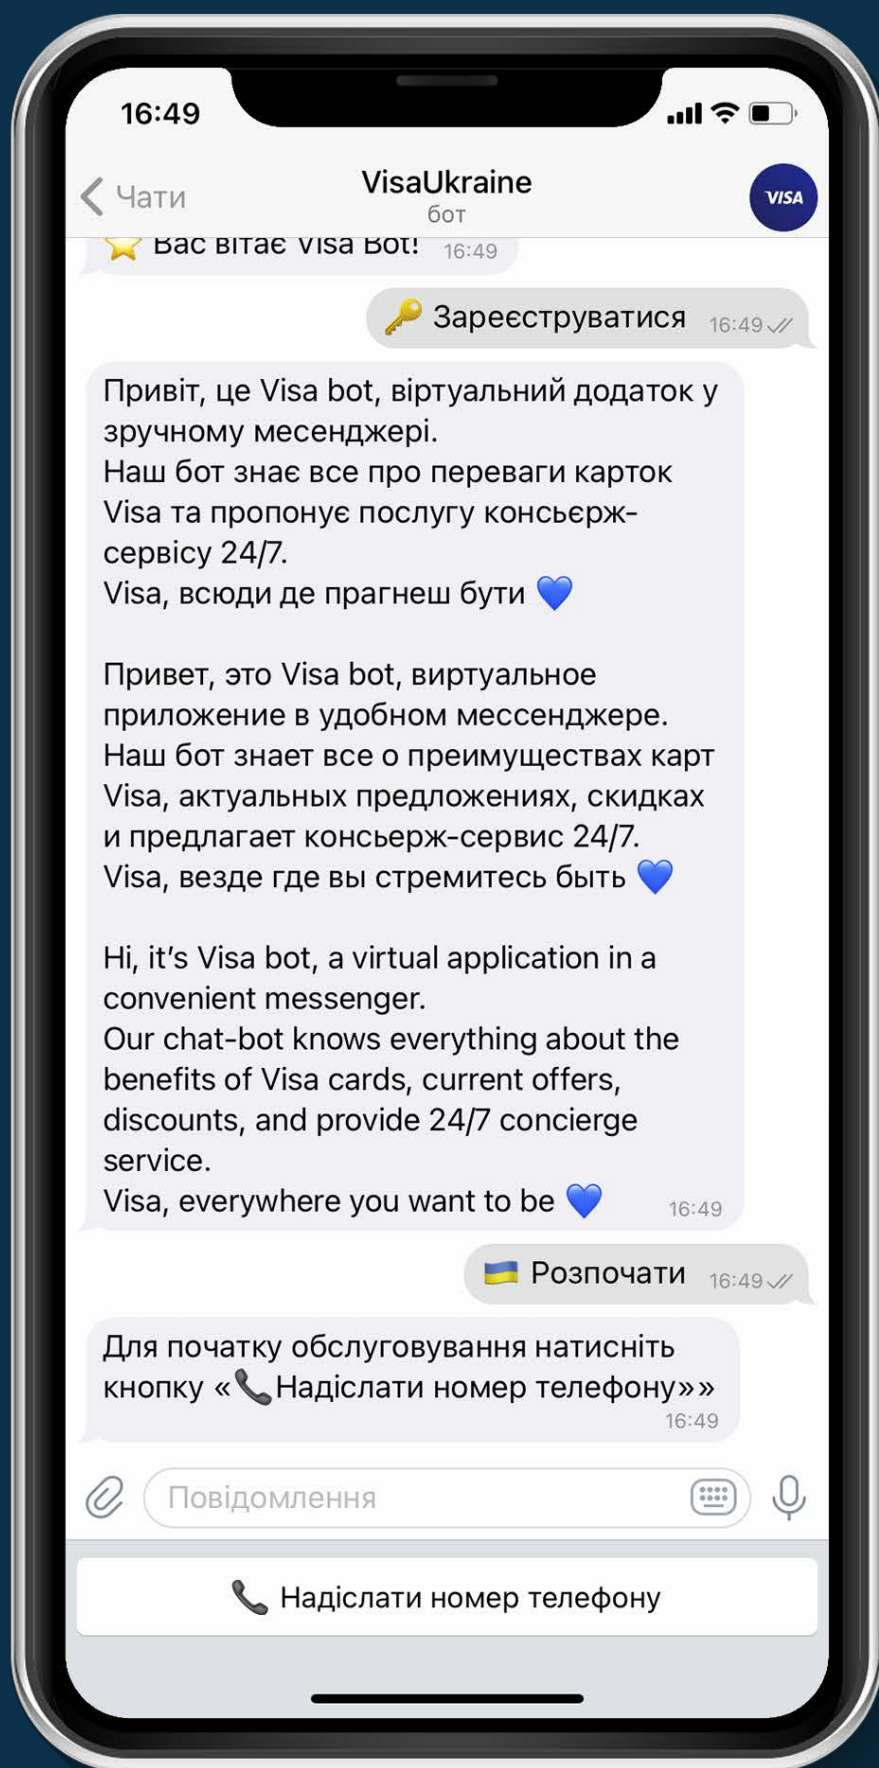 16:49
Чати
VisaUkraine
бот
VISA
⭐ Вас вітає Visa Bot! 16:49
🔑 Зареєструватися 16:49
Привіт, це Visa bot, віртуальний додаток у
зручному месенджері.
Наш бот знає все про переваги карток
Visa та пропонує послугу консьєрж-
сервісу 24/7.
Visa, всюди де прагнеш бути 💙
Привет, это Visa bot, виртуальное
приложение в удобном мессенджере.
Наш бот знает все о преимуществах карт
Visa, актуальных предложениях, скидках
и предлагает консьерж-сервис 24/7.
Visa, везде где вы стремитесь быть 💙
Hi, it’s Visa bot, a virtual application in a
convenient messenger.
Our chat-bot knows everything about the
benefits of Visa cards, current offers,
discounts, and provide 24/7 concierge
service.
Visa, everywhere you want to be 💙 16:49
🇺🇦 Розпочати 16:49
Для початку обслуговування натисніть
кнопку «📞Надіслати номер телефону»»
16:49
Повідомлення
📞 Надіслати номер телефону